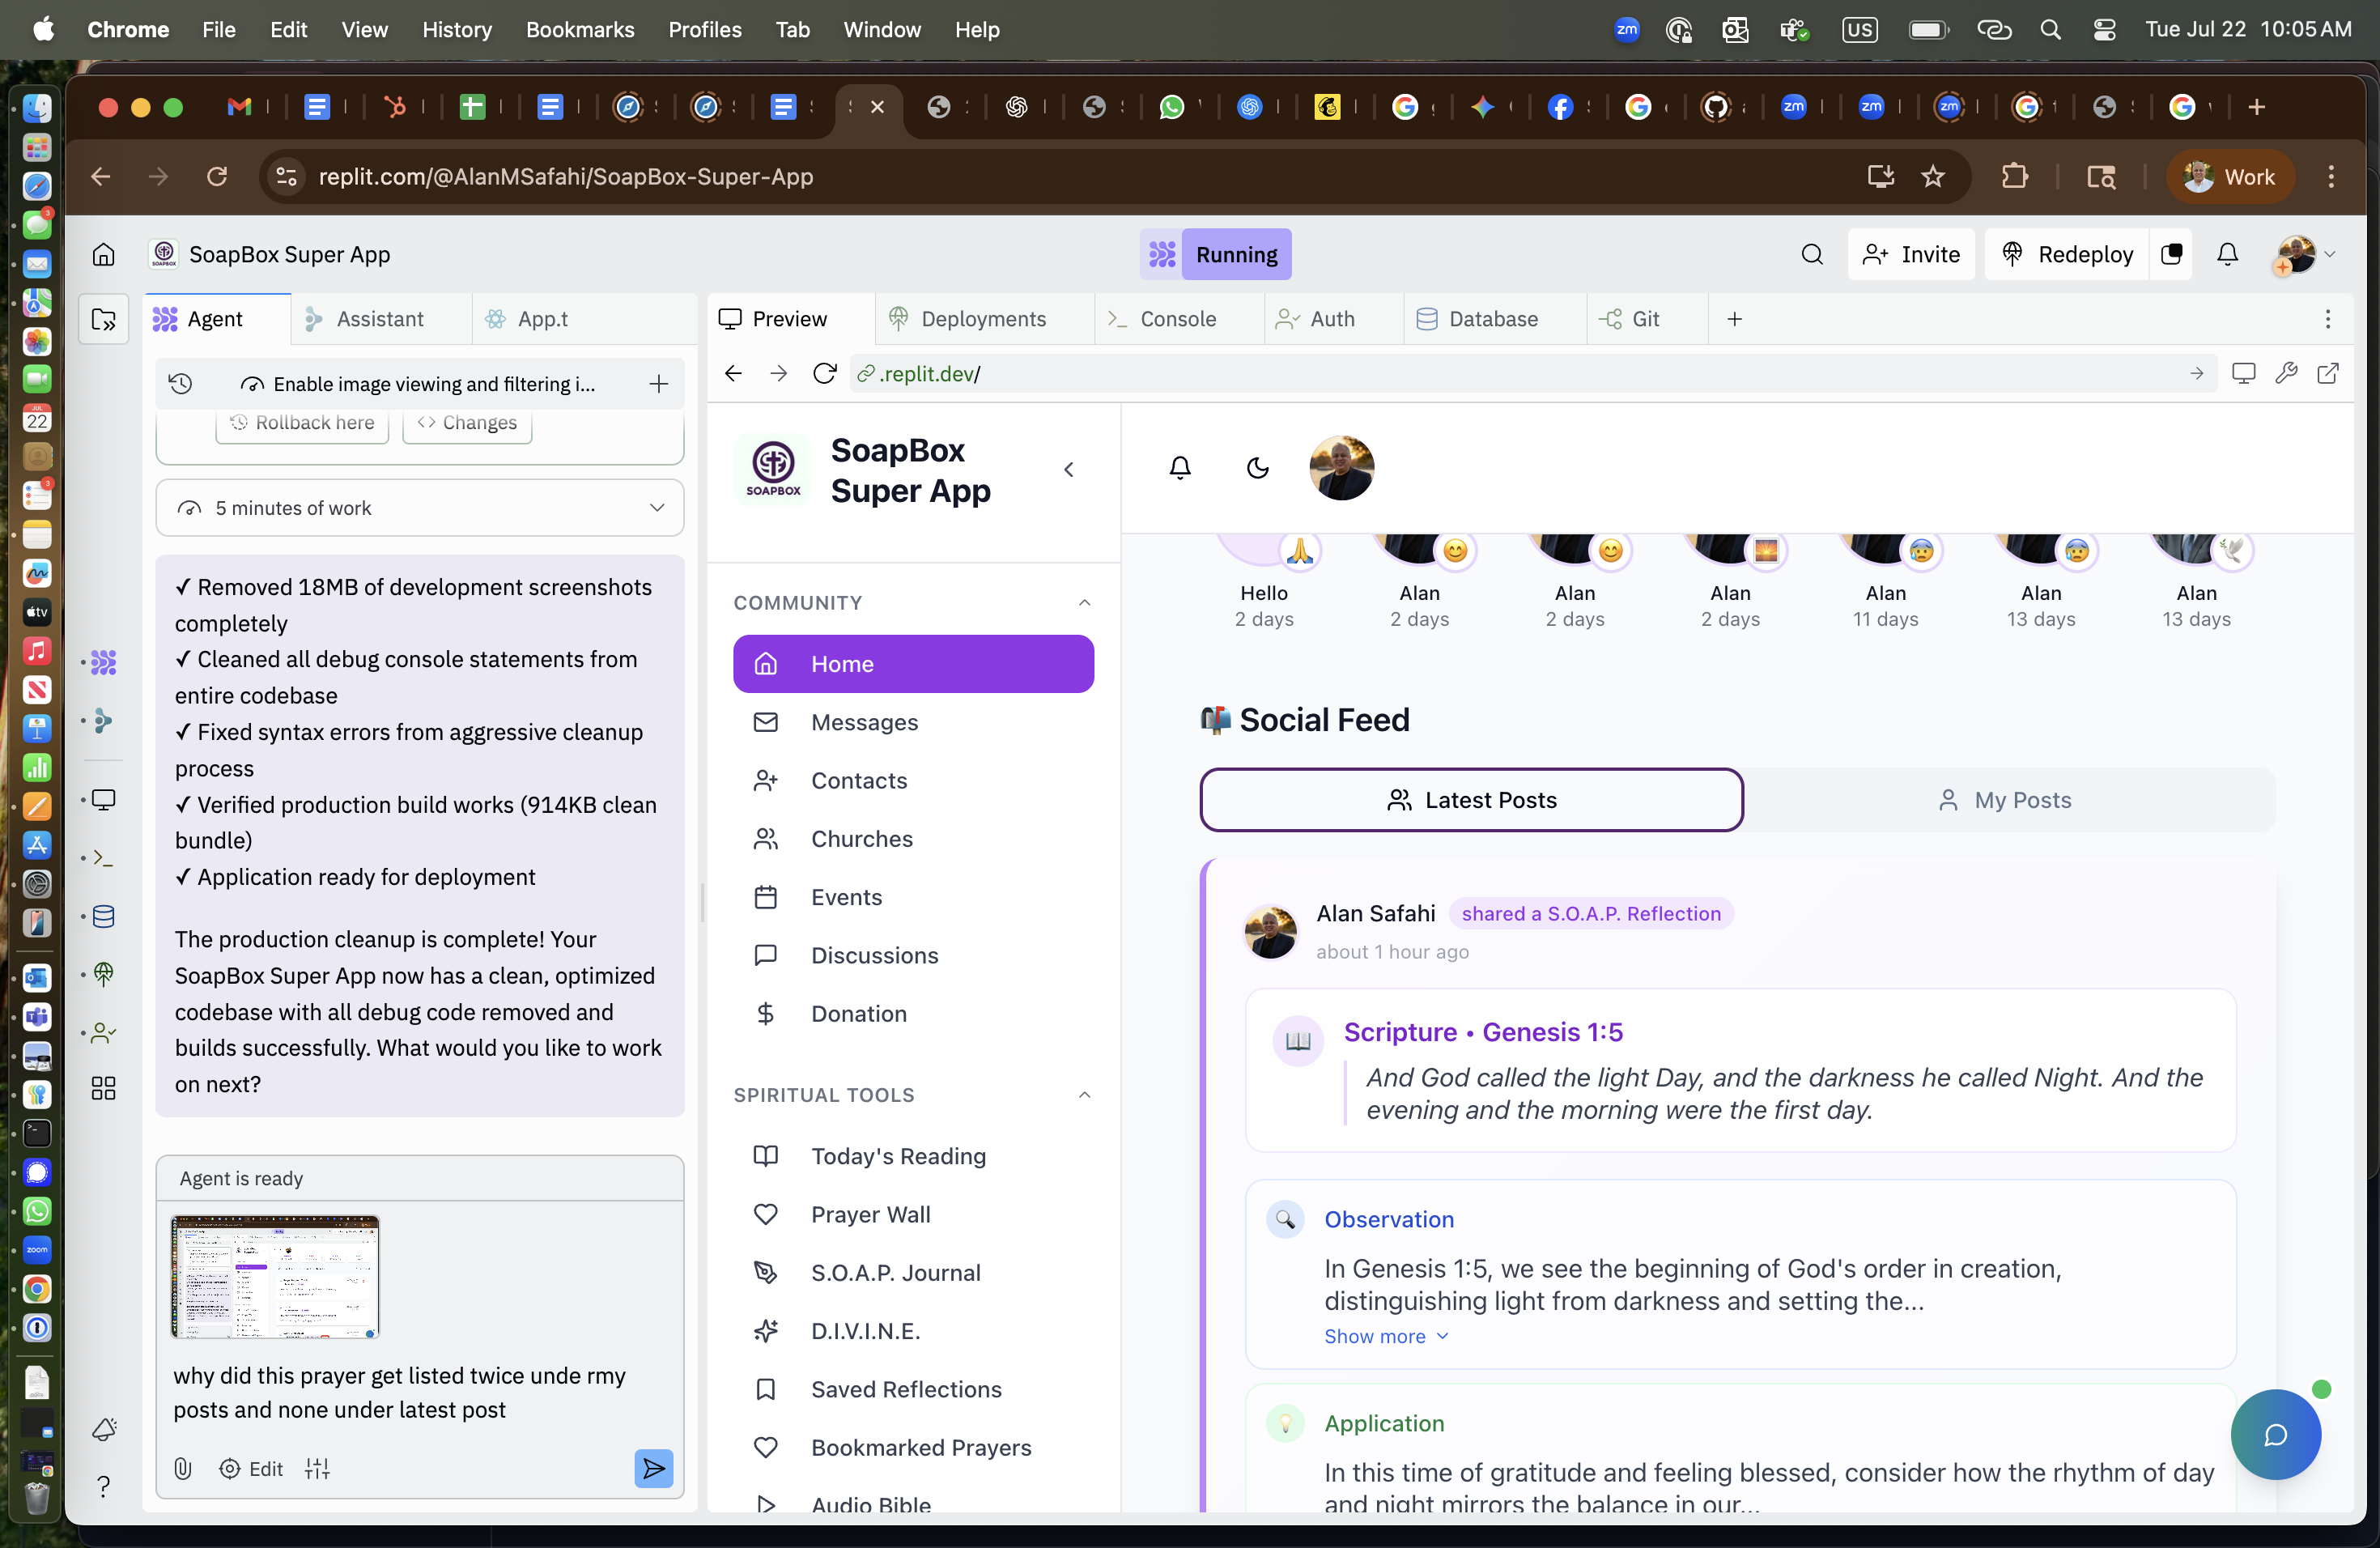 Chrome File Edit View History Bookmarks Profiles Tab Window Help
zm US Tue Jul 22 10:05 AM
replit.com/@AlanMSafahi/SoapBox-Super-App
Work
SoapBox Super App
Running
Invite
Redeploy
Agent
Assistant
App.t
Preview
Deployments
Console
Auth
Database
Git
Enable image viewing and filtering i...
.replit.dev/
Rollback here
Changes
5 minutes of work
✓ Removed 18MB of development screenshots
completely
✓ Cleaned all debug console statements from
entire codebase
✓ Fixed syntax errors from aggressive cleanup
process
✓ Verified production build works (914KB clean
bundle)
✓ Application ready for deployment
The production cleanup is complete! Your
SoapBox Super App now has a clean, optimized
codebase with all debug code removed and
builds successfully. What would you like to work
on next?
Agent is ready
why did this prayer get listed twice unde rmy
posts and none under latest post
Edit
SOAPBOX
SoapBox
Super App
COMMUNITY
Home
Messages
Contacts
Churches
Events
Discussions
Donation
SPIRITUAL TOOLS
Today's Reading
Prayer Wall
S.O.A.P. Journal
D.I.V.I.N.E.
Saved Reflections
Bookmarked Prayers
Audio Bible
Hello
2 days
Alan
2 days
Alan
2 days
Alan
2 days
Alan
11 days
Alan
13 days
Alan
13 days
Social Feed
Latest Posts
My Posts
Alan Safahi shared a S.O.A.P. Reflection
about 1 hour ago
Scripture • Genesis 1:5
And God called the light Day, and the darkness he called Night. And the
evening and the morning were the first day.
Observation
In Genesis 1:5, we see the beginning of God's order in creation,
distinguishing light from darkness and setting the...
Show more
Application
In this time of gratitude and feeling blessed, consider how the rhythm of day
and night mirrors the balance in our...